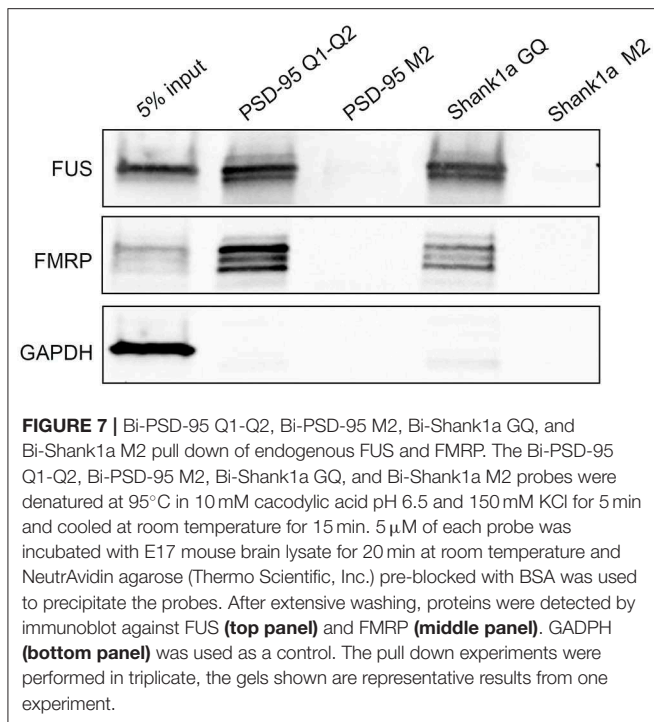 5% input
PSD-95 Q1-Q2
PSD-95 M2
Shank1a GQ
Shank1a M2
FUS
FMRP
GAPDH
FIGURE 7 | Bi-PSD-95 Q1-Q2, Bi-PSD-95 M2, Bi-Shank1a GQ, and
Bi-Shank1a M2 pull down of endogenous FUS and FMRP. The Bi-PSD-95
Q1-Q2, Bi-PSD-95 M2, Bi-Shank1a GQ, and Bi-Shank1a M2 probes were
denatured at 95°C in 10 mM cacodylic acid pH 6.5 and 150 mM KCl for 5 min
and cooled at room temperature for 15 min. 5 μM of each probe was
incubated with E17 mouse brain lysate for 20 min at room temperature and
NeutrAvidin agarose (Thermo Scientific, Inc.) pre-blocked with BSA was used
to precipitate the probes. After extensive washing, proteins were detected by
immunoblot against FUS (top panel) and FMRP (middle panel). GADPH
(bottom panel) was used as a control. The pull down experiments were
performed in triplicate, the gels shown are representative results from one
experiment.